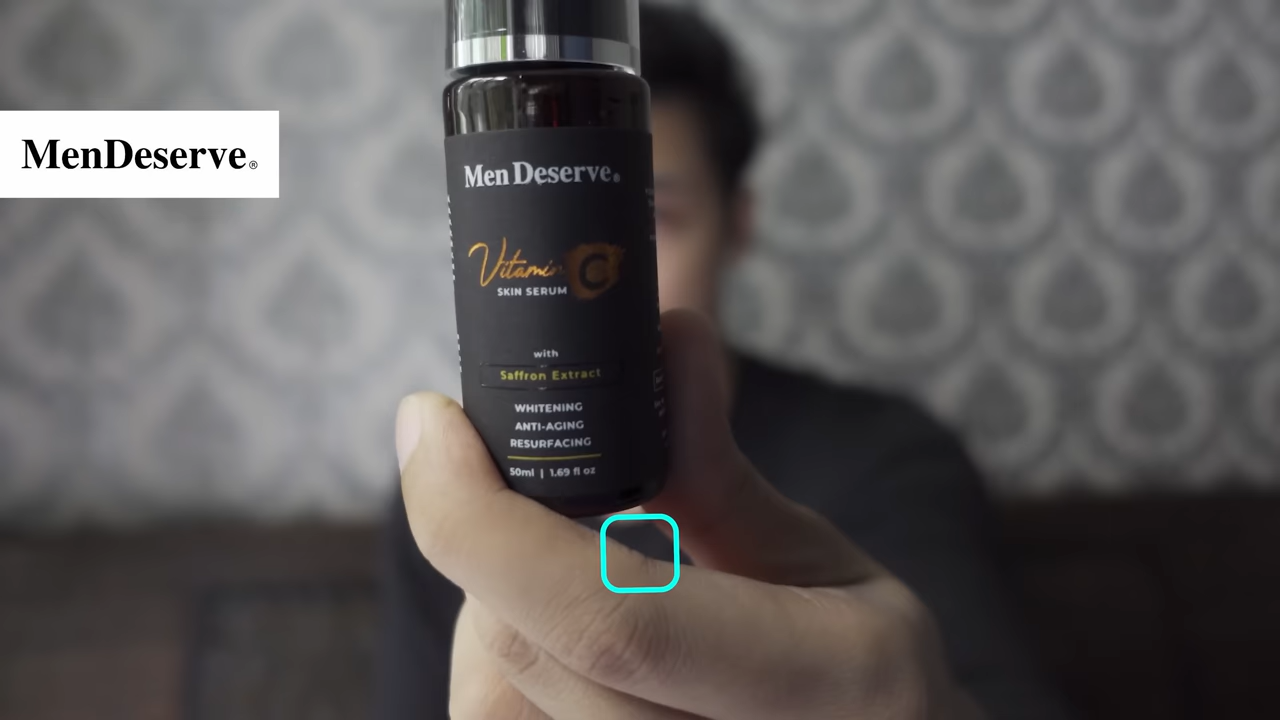 MenDeserve®
Men Deserve®
Vitamin C
SKIN SERUM
with
Saffron Extract
WHITENING
ANTI-AGING
RESURFACING
50ml | 1.69 fl oz